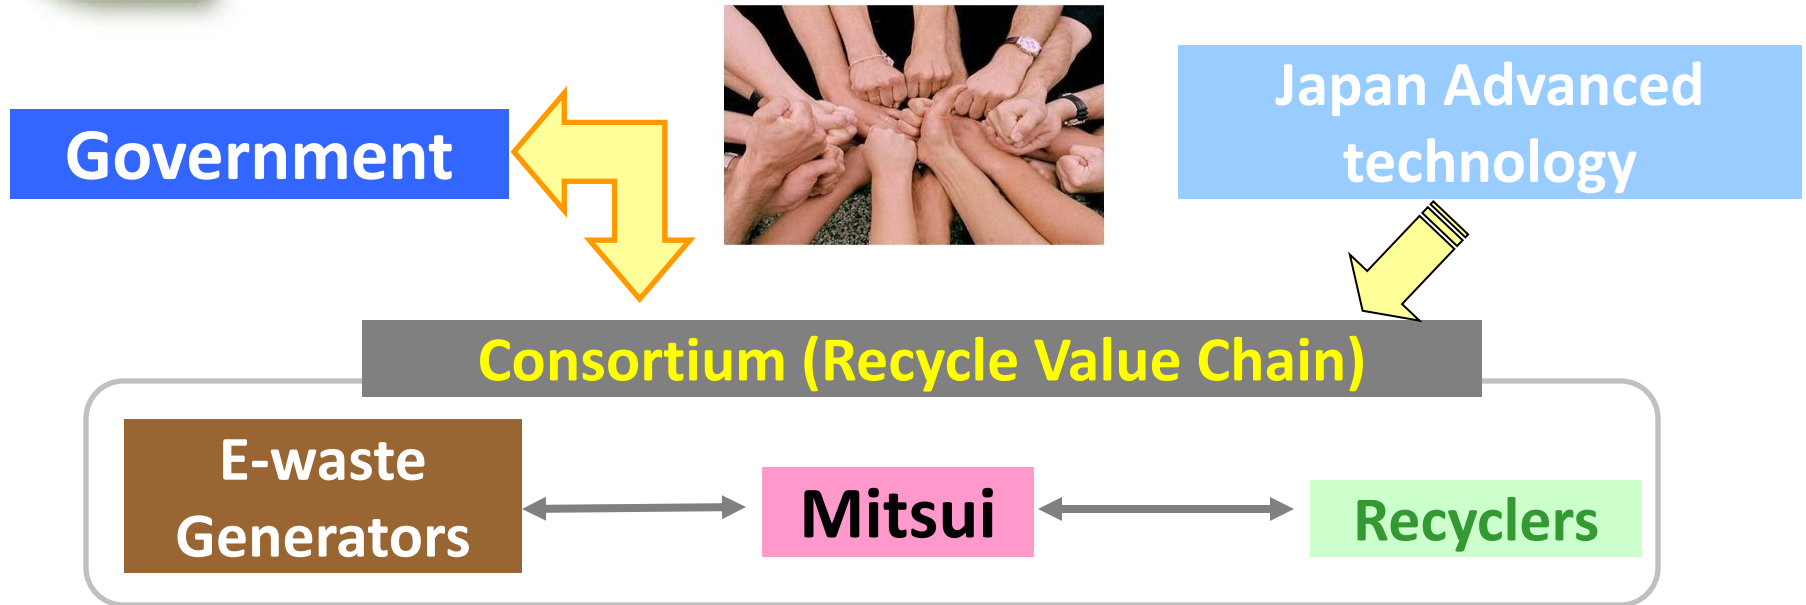 Government
Japan Advanced
technology
Consortium (Recycle Value Chain)
E-waste
Generators
Mitsui
Recyclers